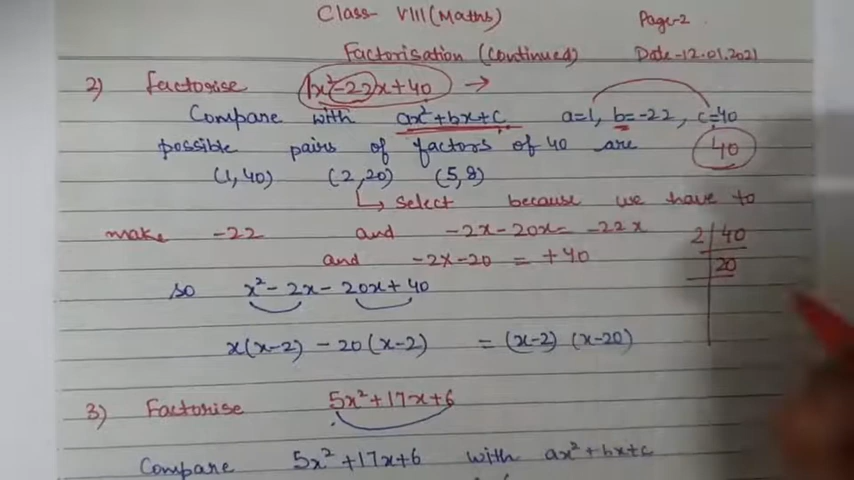 Class- VIII (Maths) Page-2
Factorisation (Continued) Date-12.01.2021
2) Factorise 1x²-22x+40 →
Compare with ax²+bx+c a=1, b=-22, c=40
possible pairs of factors of 40 are 40
(1,40) (2,20) (5,8)
↳ Select because we have to
make -22 and -2x-20x= -22x 2|40
and -2x-20 = +40 20
so x²-2x-20x+40
x(x-2) -20(x-2) = (x-2) (x-20)
3) Factorise 5x²+17x+6
Compare 5x²+17x+6 with ax²+bx+c